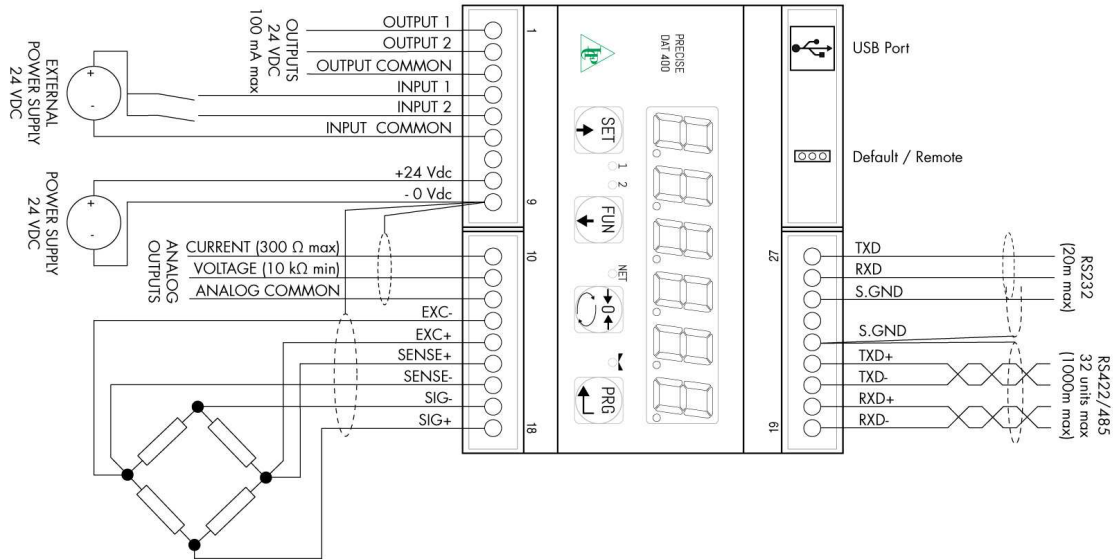 EXTERNAL
POWER SUPPLY
24 VDC
POWER SUPPLY
24 VDC
OUTPUTS
24 VDC
100 mA max
OUTPUT 1
OUTPUT 2
OUTPUT COMMON
INPUT 1
INPUT 2
INPUT COMMON
+24 Vdc
- 0 Vdc
ANALOG
OUTPUTS
CURRENT (300 Ω max)
VOLTAGE (10 kΩ min)
ANALOG COMMON
EXC-
EXC+
SENSE+
SENSE-
SIG-
SIG+
+
-
+
-
1
9
10
18
PRECISE
DAT 400
SET
1
2
FUN
NET
0
PRG
27
19
USB Port
Default / Remote
TXD
RXD
S.GND
S.GND
TXD+
TXD-
RXD+
RXD-
RS232
(20m max)
RS422/485
32 units max
(1000m max)